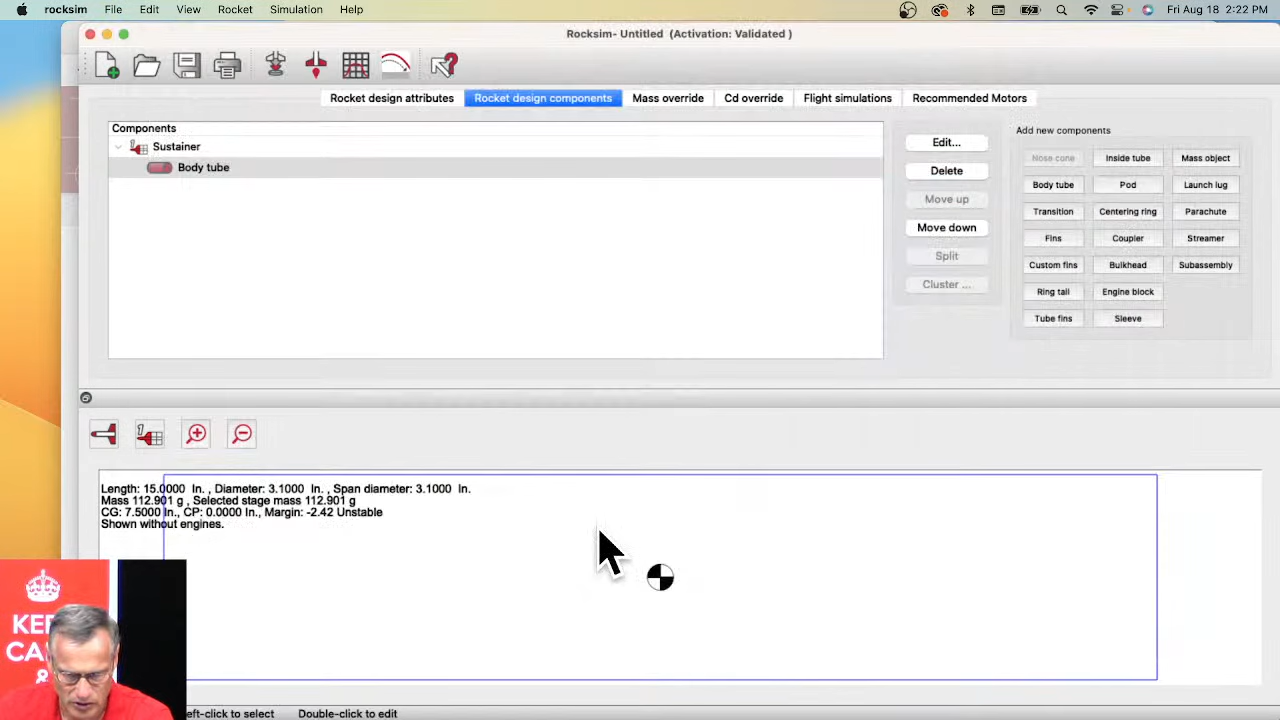 rocksim File Edit Rocket Simulation Help Fri Aug 18 2:22 PM
Rocksim- Untitled (Activation: Validated )
Rocket design attributes Rocket design components Mass override Cd override Flight simulations Recommended Motors
Components
Sustainer
Body tube
Edit...
Delete
Move up
Move down
Split
Cluster ...
Add new components
Nose cone Inside tube Mass object
Body tube Pod Launch lug
Transition Centering ring Parachute
Fins Coupler Streamer
Custom fins Bulkhead Subassembly
Ring tail Engine block
Tube fins Sleeve
Length: 15.0000 In. , Diameter: 3.1000 In. , Span diameter: 3.1000 In.
Mass 112.901 g , Selected stage mass 112.901 g
CG: 7.5000 In., CP: 0.0000 In., Margin: -2.42 Unstable
Shown without engines.
&
eft-click to select Double-click to edit